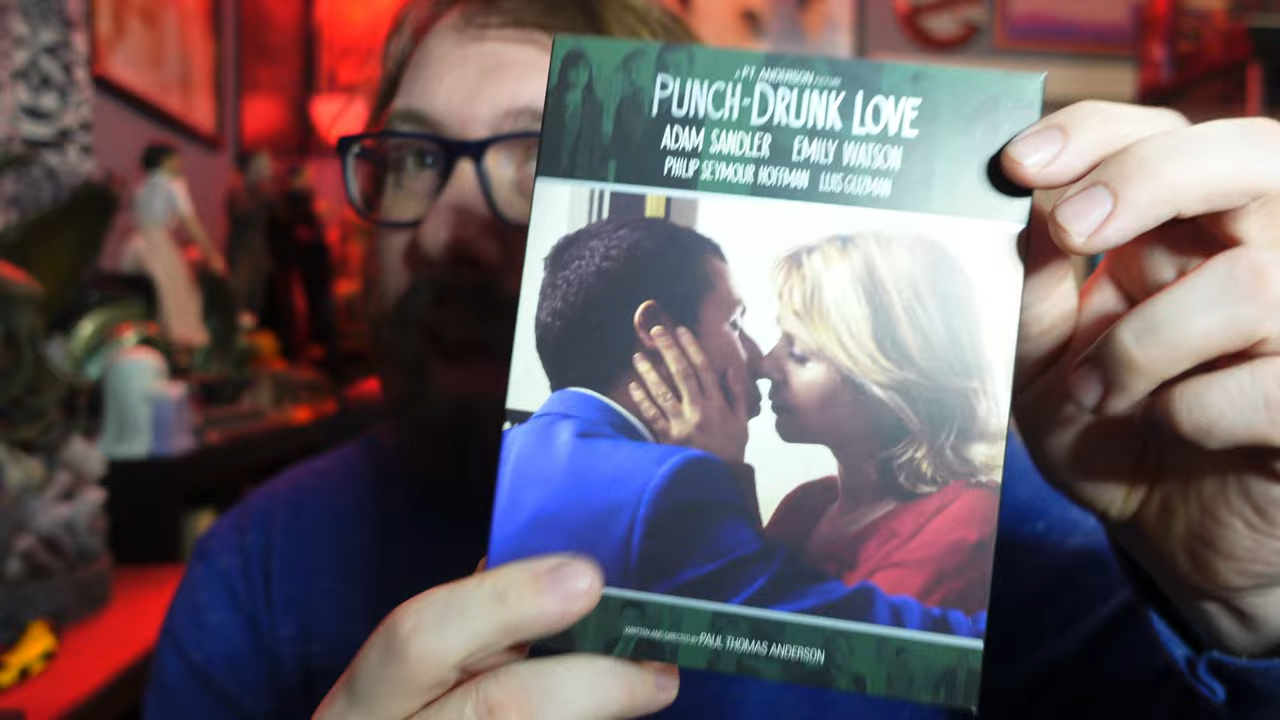 A P.T. ANDERSON PICTURE
PUNCH-DRUNK LOVE
ADAM SANDLER EMILY WATSON
PHILIP SEYMOUR HOFFMAN LUIS GUZMAN
WRITTEN AND DIRECTED BY PAUL THOMAS ANDERSON